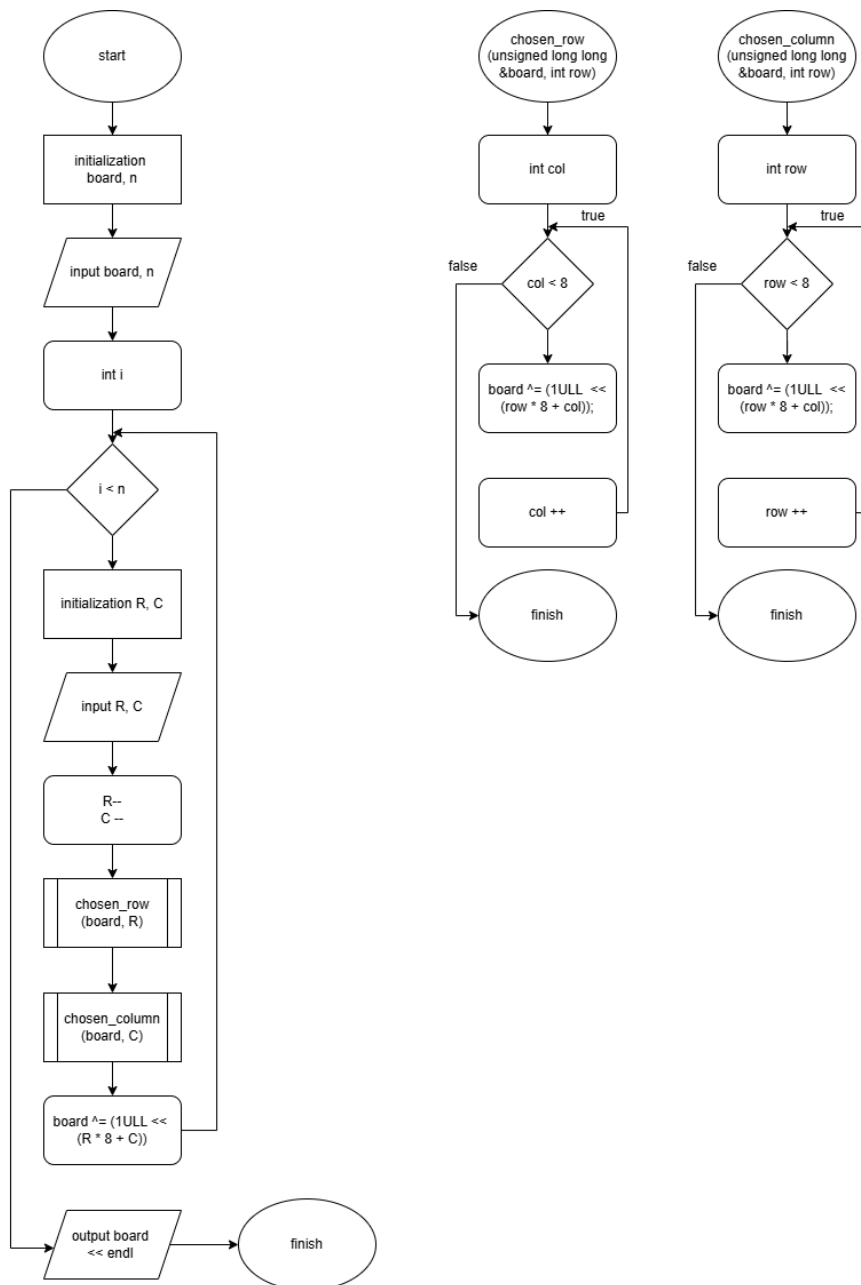 start
initialization
board, n
input board, n
int i
i < n
initialization R, C
input R, C
R--
C --
chosen_row
(board, R)
chosen_column
(board, C)
board ^= (1ULL <<
(R * 8 + C))
output board
<< endl
finish
chosen_row
(unsigned long long
&board, int row)
int col
true
false
col < 8
board ^= (1ULL <<
(row * 8 + col));
col ++
finish
chosen_column
(unsigned long long
&board, int row)
int row
true
false
row < 8
board ^= (1ULL <<
(row * 8 + col));
row ++
finish